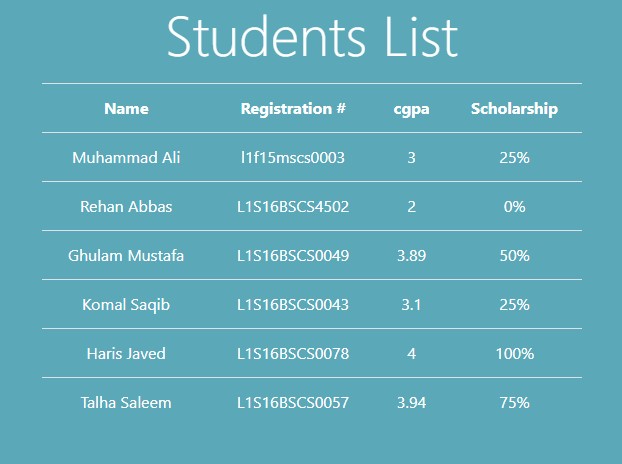 Students List
Name Registration # cgpa Scholarship
Muhammad Ali l1f15mscs0003 3 25%
Rehan Abbas L1S16BSCS4502 2 0%
Ghulam Mustafa L1S16BSCS0049 3.89 50%
Komal Saqib L1S16BSCS0043 3.1 25%
Haris Javed L1S16BSCS0078 4 100%
Talha Saleem L1S16BSCS0057 3.94 75%